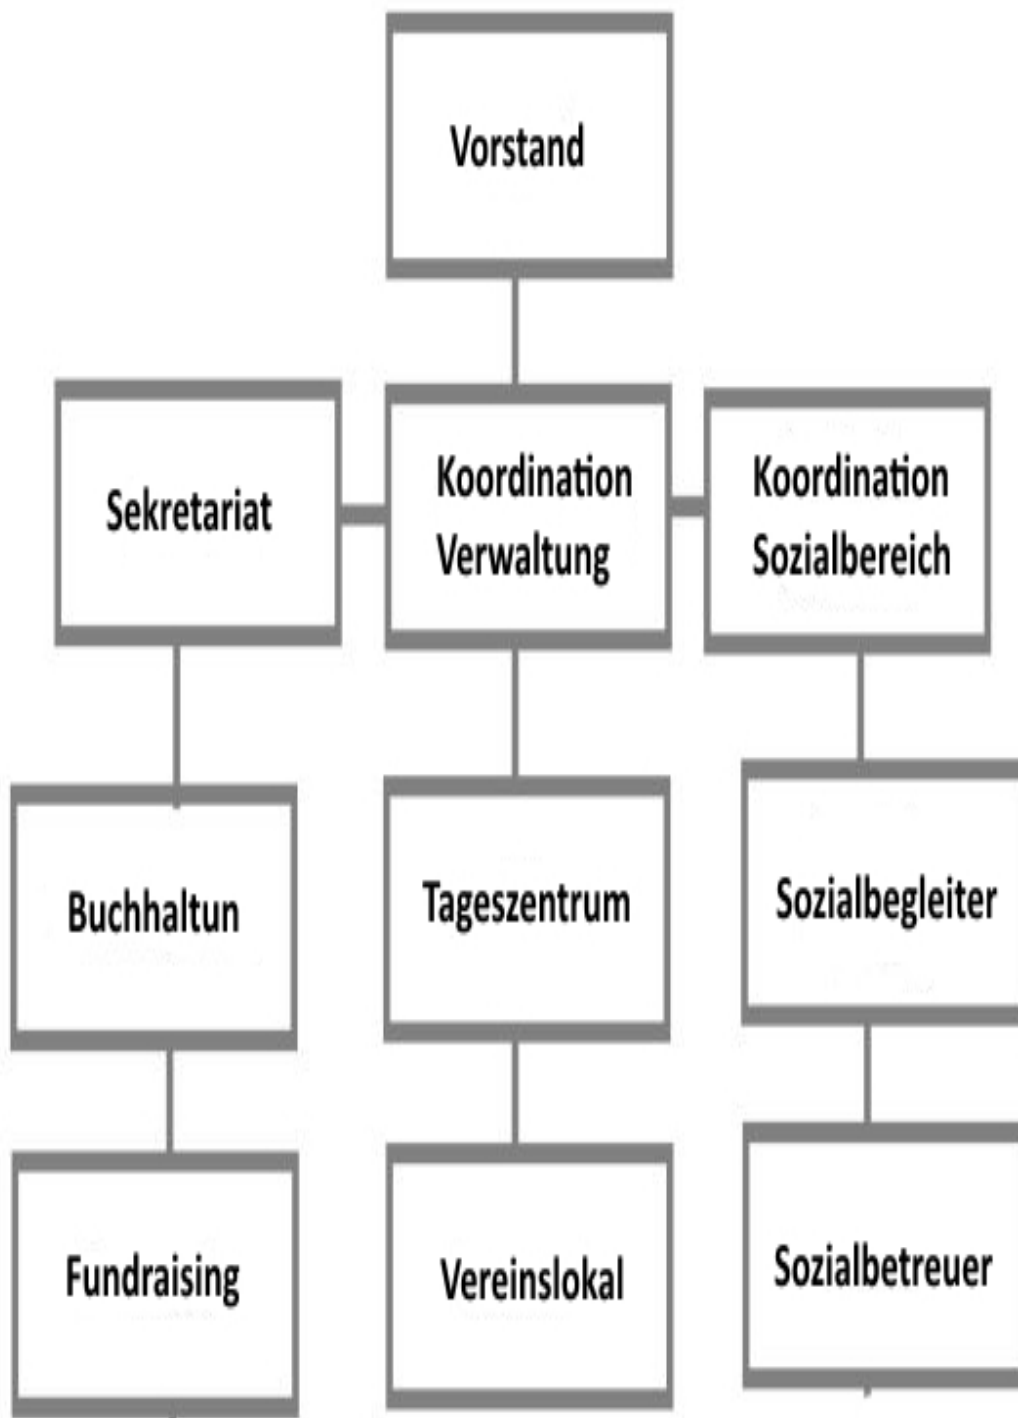 Vorstand
Sekretariat
Koordination
Verwaltung
Koordination
Sozialbereich
Buchhaltun
Tageszentrum
Sozialbegleiter
Fundraising
Vereinslokal
Sozialbetreuer